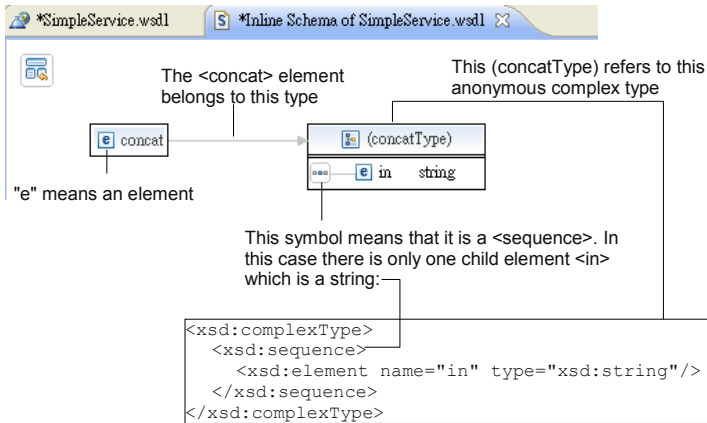 *SimpleService.wsdl
S *Inline Schema of SimpleService.wsdl
The <concat> element
belongs to this type
This (concatType) refers to this
anonymous complex type
e concat
(concatType)
e in string
"e" means an element
This symbol means that it is a <sequence>. In
this case there is only one child element <in>
which is a string:
<xsd:complexType>
<xsd:sequence>
<xsd:element name="in" type="xsd:string"/>
</xsd:sequence>
</xsd:complexType>